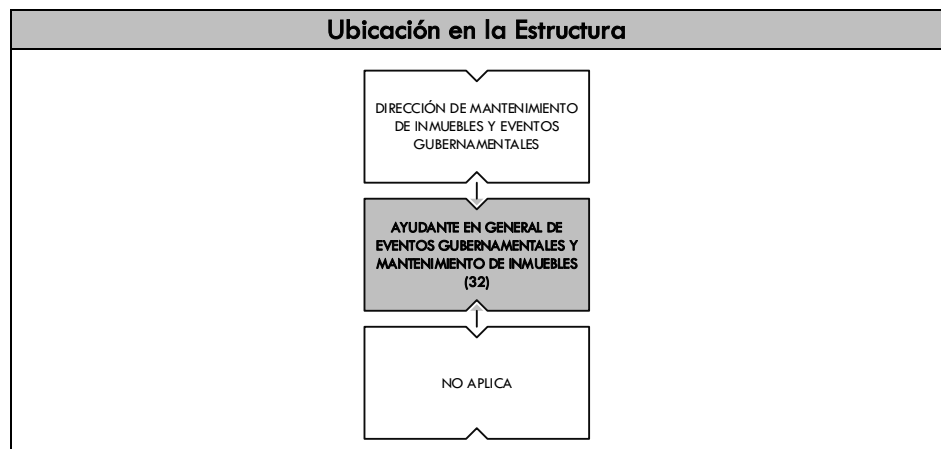 Ubicación en la Estructura
DIRECCIÓN DE MANTENIMIENTO
DE INMUEBLES Y EVENTOS
GUBERNAMENTALES
AYUDANTE EN GENERAL DE
EVENTOS GUBERNAMENTALES Y
MANTENIMIENTO DE INMUEBLES
(32)
NO APLICA